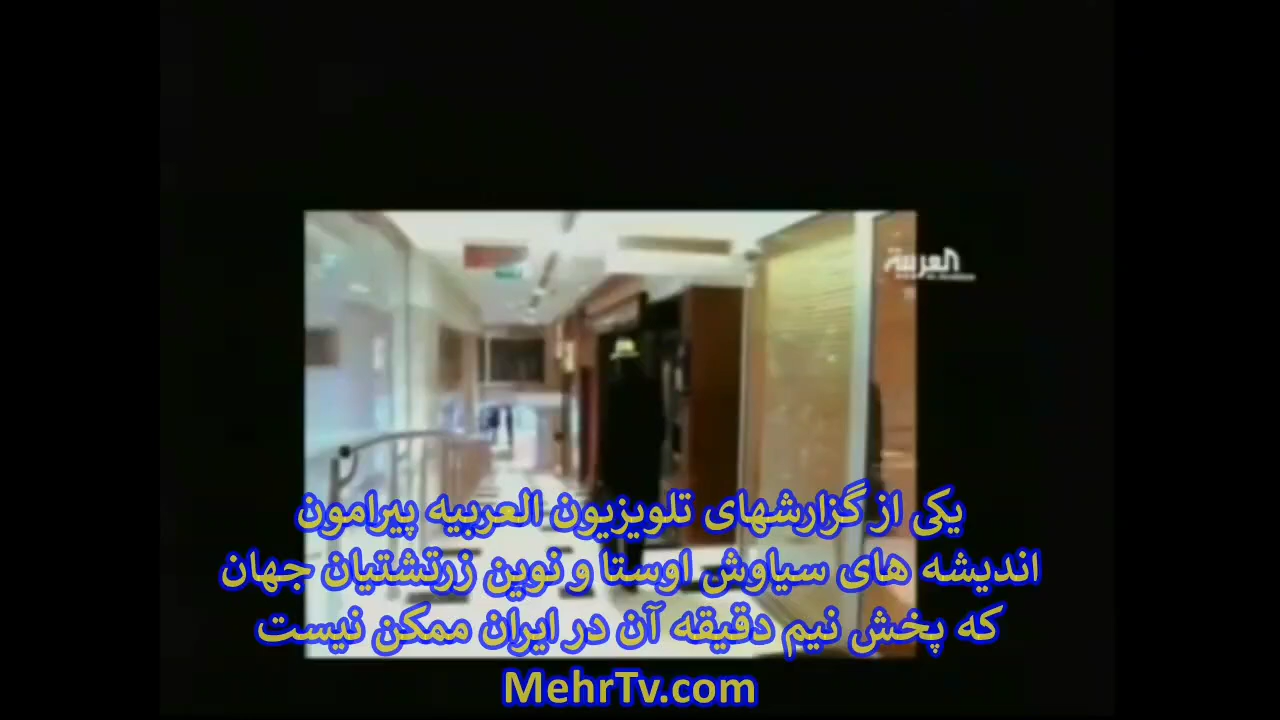 العربية
یکی از گزارشهای تلویزیون العربیه پیرامون
اندیشه های سیاوش اوستا و نوین زرتشتیان جهان
که پخش نیم دقیقه آن در ایران ممکن نیست
MehrTv.com